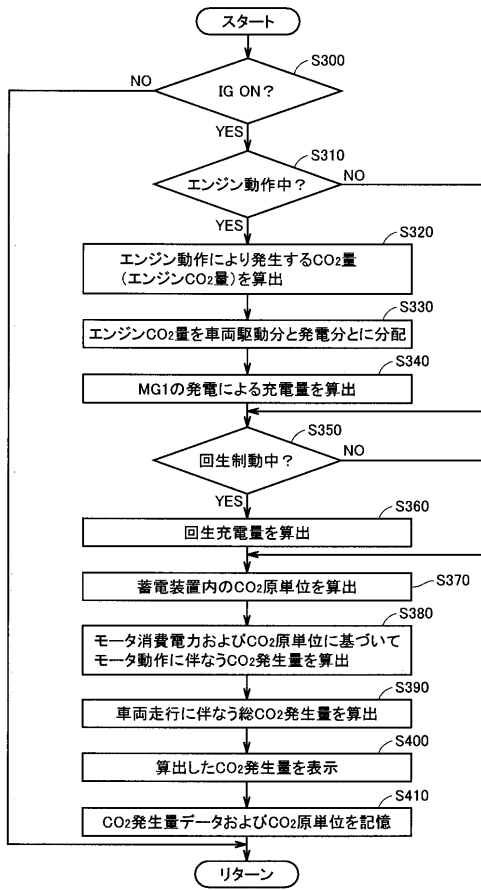 スタート
S300
NO
IG ON?
YES
S310
エンジン動作中?
NO
YES
S320
エンジン動作により発生するCO₂量
(エンジンCO₂量)を算出
S330
エンジンCO₂量を車両駆動分と発電分とに分配
S340
MG1の発電による充電量を算出
S350
回生制動中?
NO
YES
S360
回生充電量を算出
蓄電装置内のCO₂原単位を算出
S370
S380
モータ消費電力およびCO₂原単位に基づいて
モータ動作に伴なうCO₂発生量を算出
S390
車両走行に伴なう総CO₂発生量を算出
S400
算出したCO₂発生量を表示
S410
CO₂発生量データおよびCO₂原単位を記憶
リターン